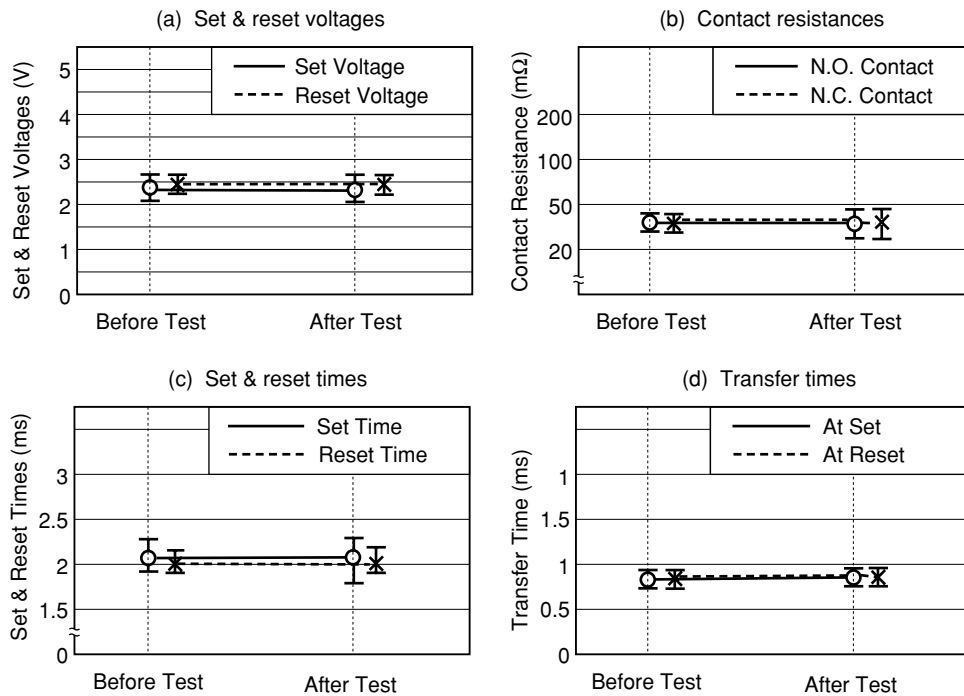 (a) Set & reset voltages
Set & Reset Voltages (V)
5
4
3
2
1
0
Set Voltage
Reset Voltage
Before Test
After Test
(b) Contact resistances
Contact Resistance (mΩ)
200
100
50
20
N.O. Contact
N.C. Contact
Before Test
After Test
(c) Set & reset times
Set & Reset Times (ms)
3
2.5
2
1.5
0
Set Time
Reset Time
Before Test
After Test
(d) Transfer times
Transfer Time (ms)
1
1.5
1
0.5
0
At Set
At Reset
Before Test
After Test